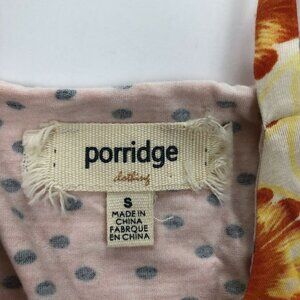 porridge
clothing
S
MADE IN
CHINA
FABRIQUE
EN CHINA